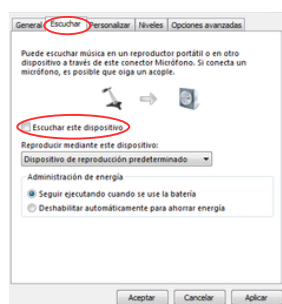 General Escuchar Personalizar Niveles Opciones avanzadas
Puede escuchar música en un reproductor portátil o en otro
dispositivo a través de este conector Micrófono. Si conecta un
micrófono, es posible que oiga un acople.
Escuchar este dispositivo
Reproducir mediante este dispositivo:
Dispositivo de reproducción predeterminado
Administración de energía
Seguir ejecutando cuando se use la batería
Deshabilitar automáticamente para ahorrar energía
Aceptar Cancelar Aplicar